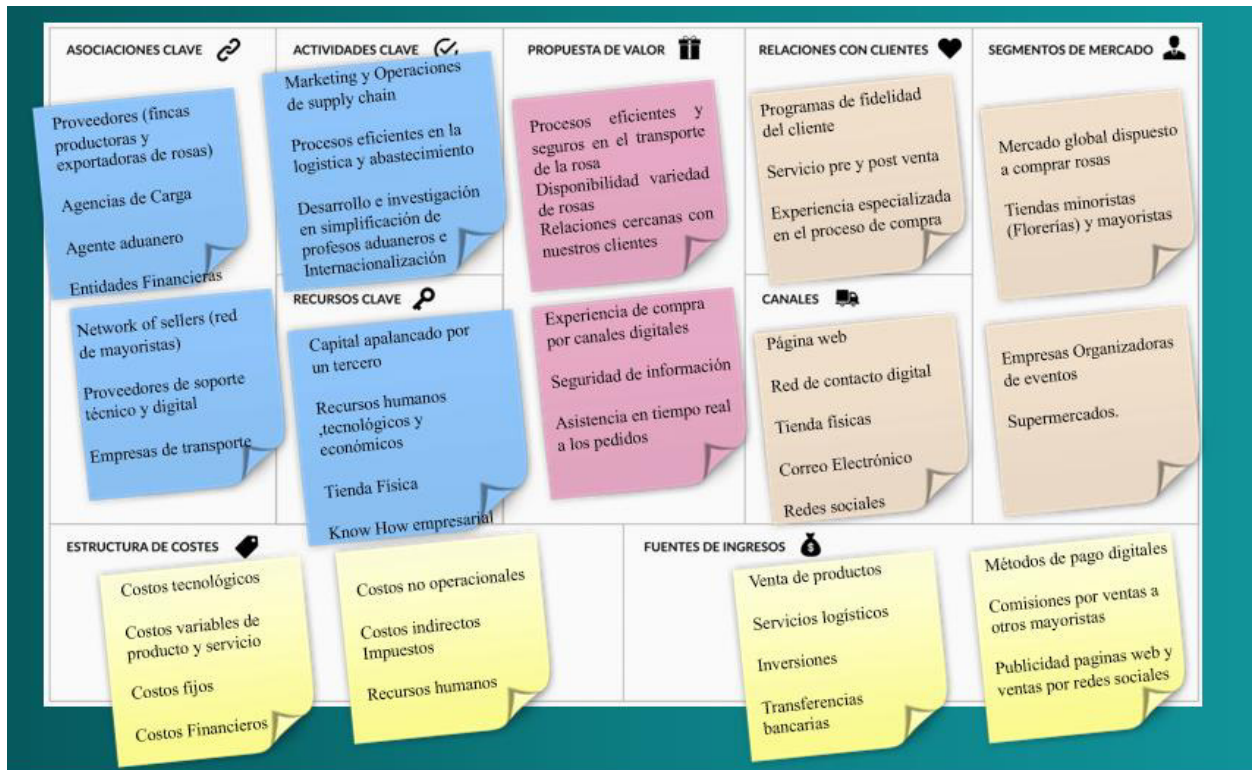 ASOCIACIONES CLAVE
Proveedores (fincas
productoras y
exportadoras de rosas)
Agencias de Carga
Agente aduanero
Entidades Financieras
Network of sellers (red
de mayoristas)
Proveedores de soporte
técnico y digital
Empresas de transporte
ACTIVIDADES CLAVE
Marketing y Operaciones
de supply chain
Procesos eficientes en la
logistica y abastecimiento
Desarrollo e investigación
en simplificación de
profesos aduaneros e
Internacionalización
RECURSOS CLAVE
Capital apalancado por
un tercero
Recursos humanos
,tecnológicos y
económicos
Tienda Física
Know How empresarial
PROPUESTA DE VALOR
Procesos eficientes y
seguros en el transporte
de la rosa
Disponibilidad variedad
de rosas
Relaciones cercanas con
nuestros clientes
Experiencia de compra
por canales digitales
Seguridad de información
Asistencia en tiempo real
a los pedidos
RELACIONES CON CLIENTES
Programas de fidelidad
del cliente
Servicio pre y post venta
Experiencia especializada
en el proceso de compra
CANALES
Página web
Red de contacto digital
Tienda físicas
Correo Electrónico
Redes sociales
SEGMENTOS DE MERCADO
Mercado global dispuesto
a comprar rosas
Tiendas minoristas
(Florerías) y mayoristas
Empresas Organizadoras
de eventos
Supermercados.
ESTRUCTURA DE COSTES
Costos tecnológicos
Costos variables de
producto y servicio
Costos fijos
Costos Financieros
Costos no operacionales
Costos indirectos
Impuestos
Recursos humanos
FUENTES DE INGRESOS
Venta de productos
Servicios logísticos
Inversiones
Transferencias
bancarias
Métodos de pago digitales
Comisiones por ventas a
otros mayoristas
Publicidad paginas web y
ventas por redes sociales